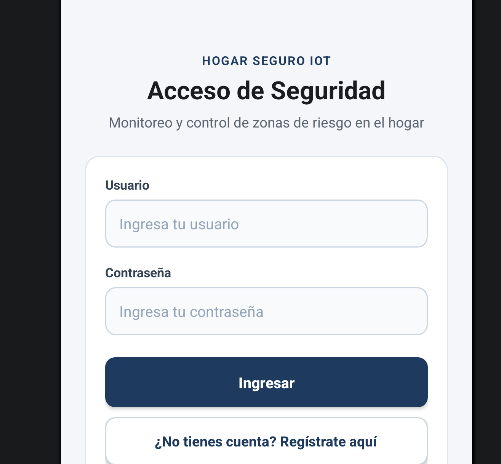 HOGAR SEGURO IOT
Acceso de Seguridad
Monitoreo y control de zonas de riesgo en el hogar
Usuario
Ingresa tu usuario
Contraseña
Ingresa tu contraseña
Ingresar
¿No tienes cuenta? Regístrate aquí